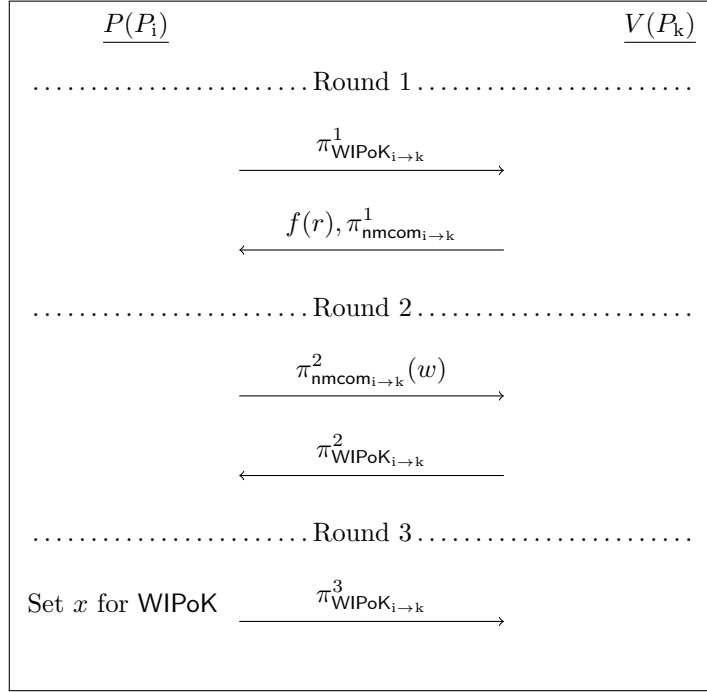 P(P_i) V(P_k)
........................Round 1........................
π^1_{WIPoK_{i→k}}
f(r), π^1_{nmcom_{i→k}}
........................Round 2........................
π^2_{nmcom_{i→k}}(w)
π^2_{WIPoK_{i→k}}
........................Round 3........................
Set x for WIPoK π^3_{WIPoK_{i→k}}